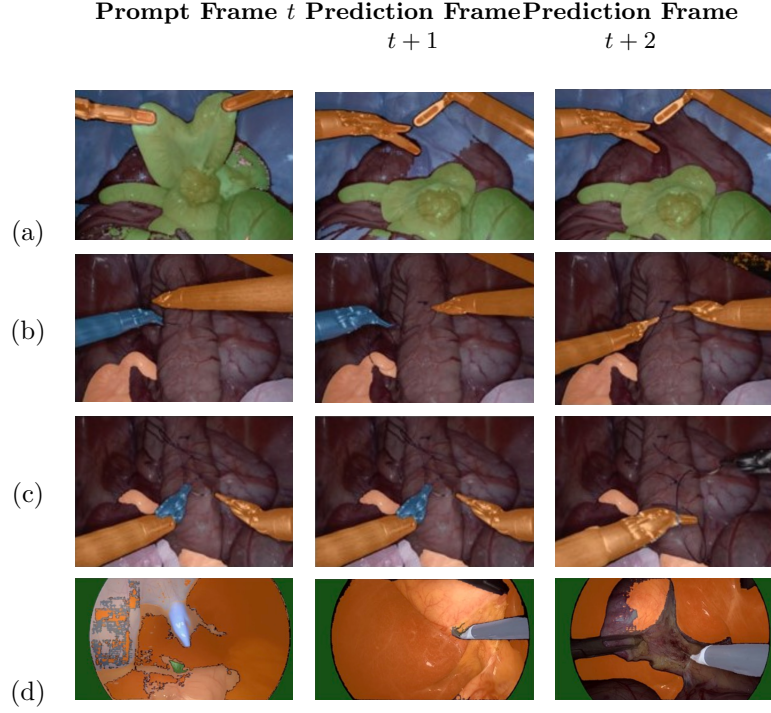 Prompt Frame t Prediction FramePrediction Frame
t + 1 t + 2
(a)
(b)
(c)
(d)